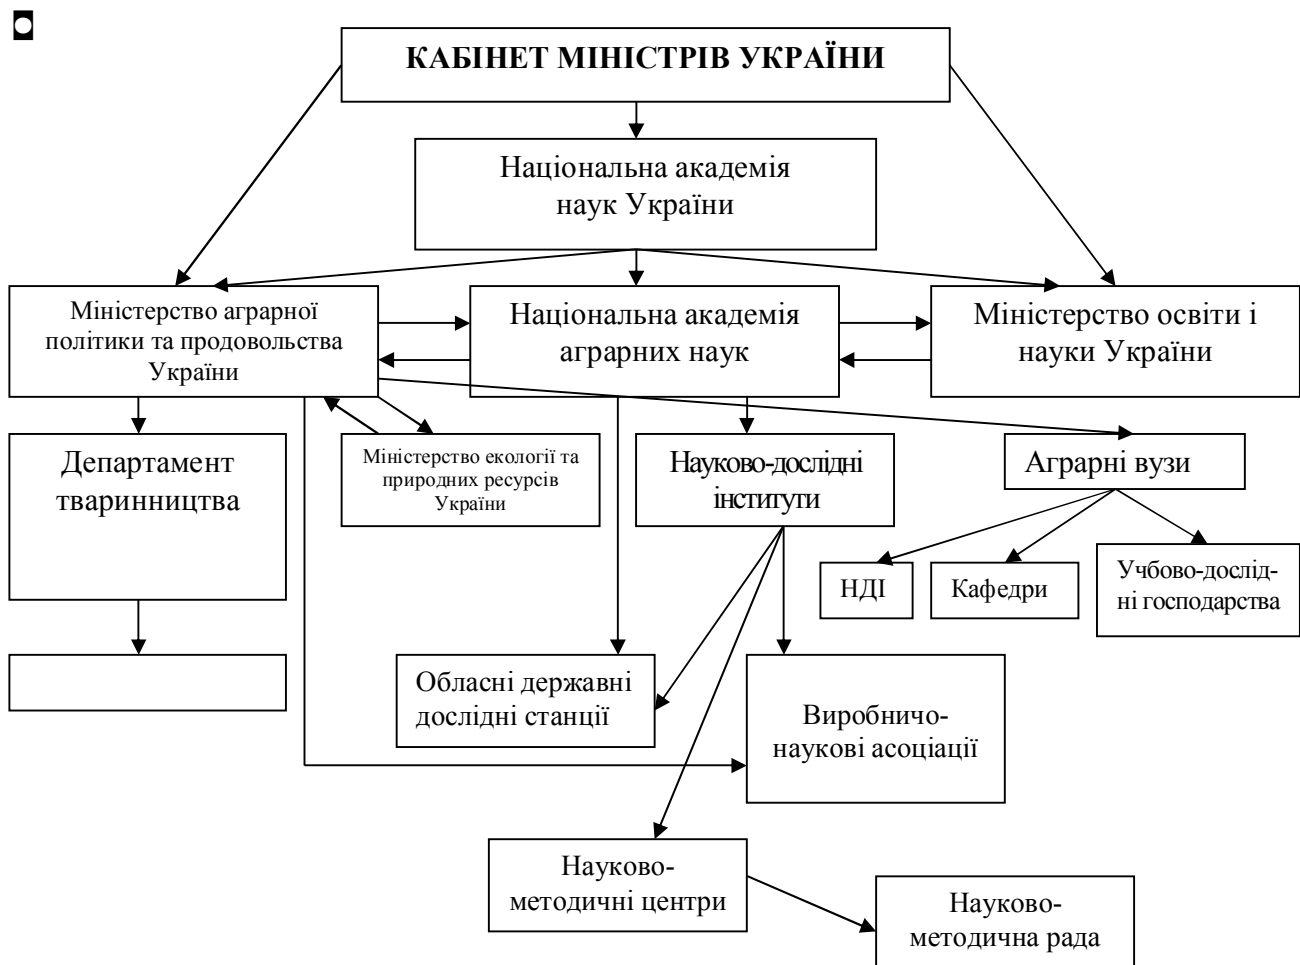 КАБІНЕТ МІНІСТРІВ УКРАЇНИ
Національна академія
наук України
Міністерство аграрної
політики та продовольства
України
Національна академія
аграрних наук
Міністерство освіти і
науки України
Департамент
тваринництва
Міністерство екології та
природних ресурсів
України
Науково-дослідні
інститути
Аграрні вузи
НДІ
Кафедри
Учбово-дослід-
ні господарства
Обласні державні
дослідні станції
Виробничо-
наукові асоціації
Науково-
методичні центри
Науково-
методична рада